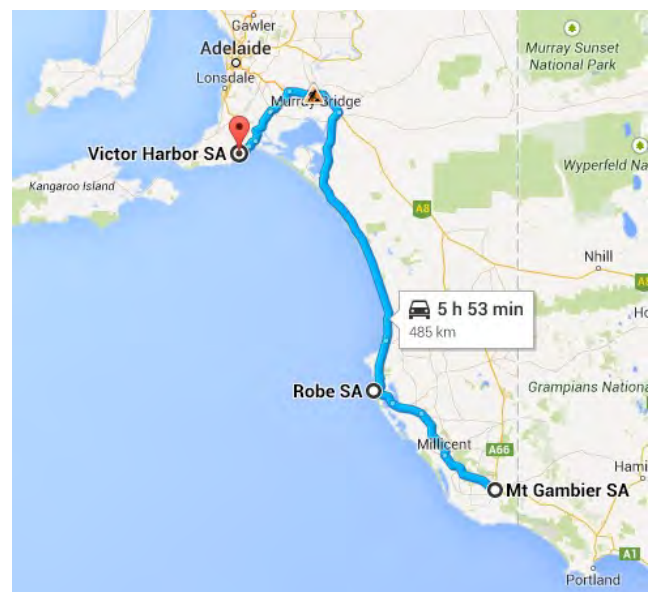 Gawler
Adelaide
Lonsdale
Murray Bridge
Murray Sunset
National Park
Victor Harbor SA
Kangaroo Island
Wyperfeld Na
A8
Nhill
A8
5 h 53 min
485 km
Ho
Robe SA
Grampians Nationa
Millicent
A66
Hami
Mt Gambier SA
A1
Portland